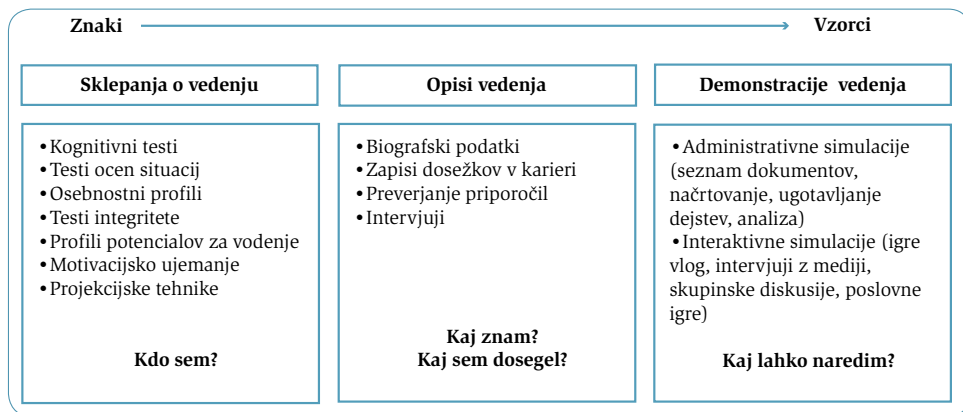 Znaki Vzorci
Sklepanja o vedenju
Opisi vedenja
Demonstracije vedenja
• Kognitivni testi
• Testi ocen situacij
• Osebnostni profili
• Testi integritete
• Profili potencialov za vodenje
• Motivacijsko ujemanje
• Projekcijske tehnike
Kdo sem?
• Biografski podatki
• Zapisi dosežkov v karieri
• Preverjanje priporočil
• Intervjuji
Kaj znam?
Kaj sem dosegel?
• Administrativne simulacije
(seznam dokumentov,
načrtovanje, ugotavljanje
dejstev, analiza)
• Interaktivne simulacije (igre
vlog, intervjuji z mediji,
skupinske diskusije, poslovne
igre)
Kaj lahko naredim?